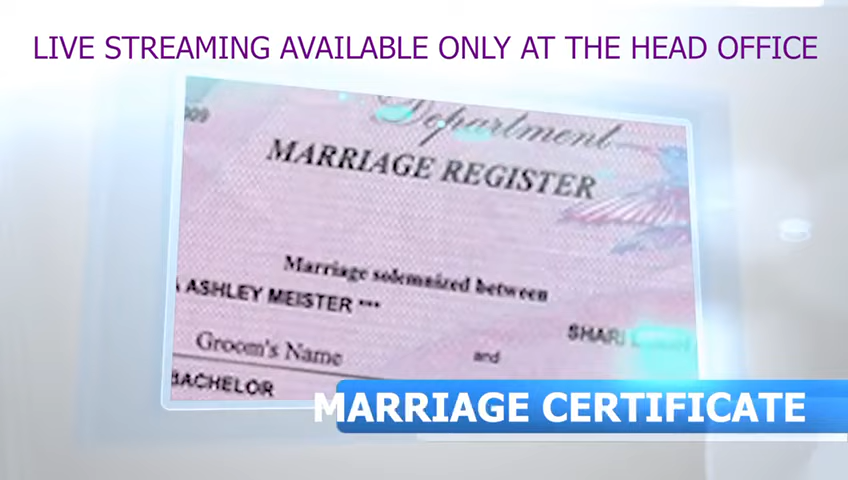 LIVE STREAMING AVAILABLE ONLY AT THE HEAD OFFICE
Department
MARRIAGE REGISTER
Marriage solemnized between
ASHLEY MEISTER ***
SHARI
Groom's Name
and
BACHELOR
MARRIAGE CERTIFICATE